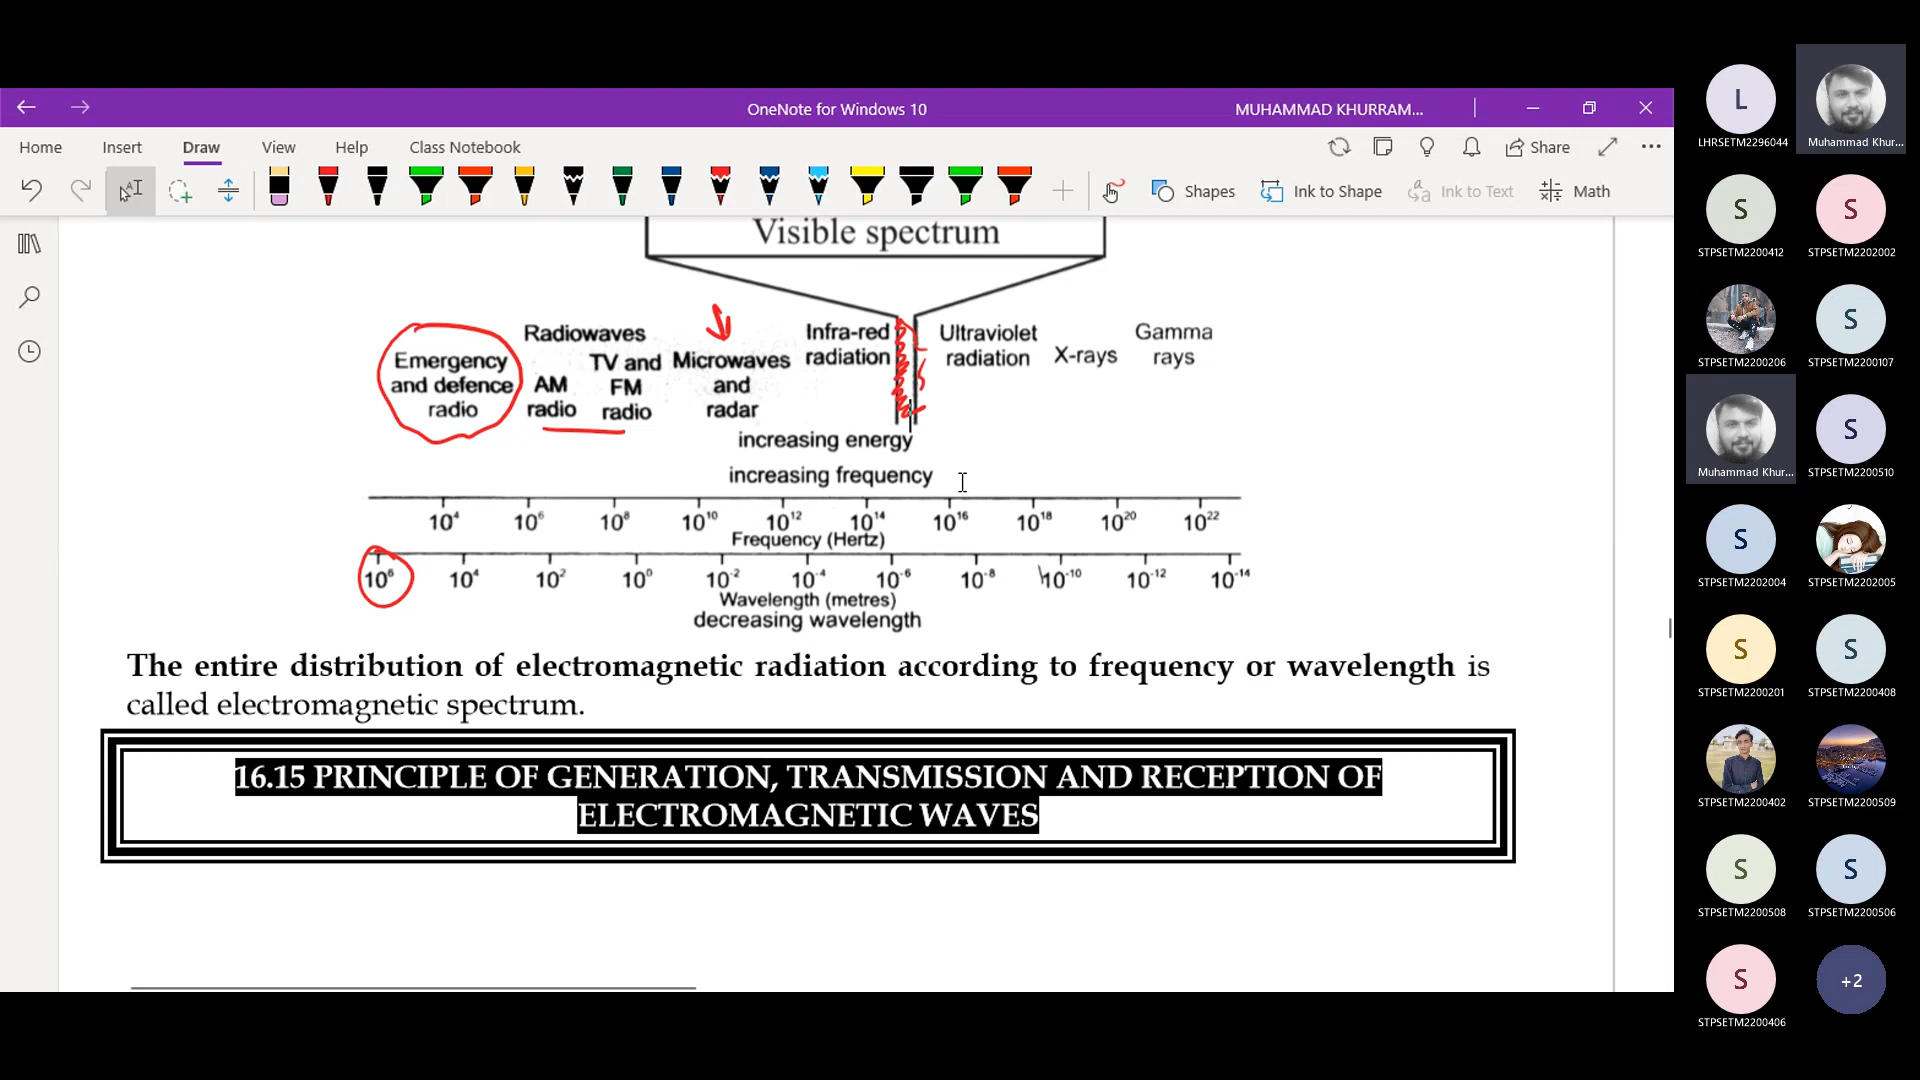 OneNote for Windows 10
MUHAMMAD KHURRAM...
Home Insert Draw View Help Class Notebook
Share
Shapes Ink to Shape Ink to Text Math
Visible spectrum
Radiowaves
Emergency and defence radio
AM radio
TV and FM radio
Microwaves and radar
Infra-red radiation
Ultraviolet radiation
X-rays
Gamma rays
increasing energy
increasing frequency
10⁴ 10⁶ 10⁸ 10¹⁰ 10¹² 10¹⁴ 10¹⁶ 10¹⁸ 10²⁰ 10²²
Frequency (Hertz)
10⁶ 10⁴ 10² 10⁰ 10⁻² 10⁻⁴ 10⁻⁶ 10⁻⁸ 10⁻¹⁰ 10⁻¹² 10⁻¹⁴
Wavelength (metres)
decreasing wavelength
The entire distribution of electromagnetic radiation according to frequency or wavelength is
called electromagnetic spectrum.
16.15 PRINCIPLE OF GENERATION, TRANSMISSION AND RECEPTION OF
ELECTROMAGNETIC WAVES
L
LHRSETM2296044 Muhammad Khur...
S S
STPSETM2200412 STPSETM2202002
S
STPSETM2200206 STPSETM2200107
S
Muhammad Khur... STPSETM2200510
S
STPSETM2202004 STPSETM2202005
S S
STPSETM2200201 STPSETM2200408
STPSETM2200402 STPSETM2200509
S S
STPSETM2200508 STPSETM2200506
S +2
STPSETM2200406